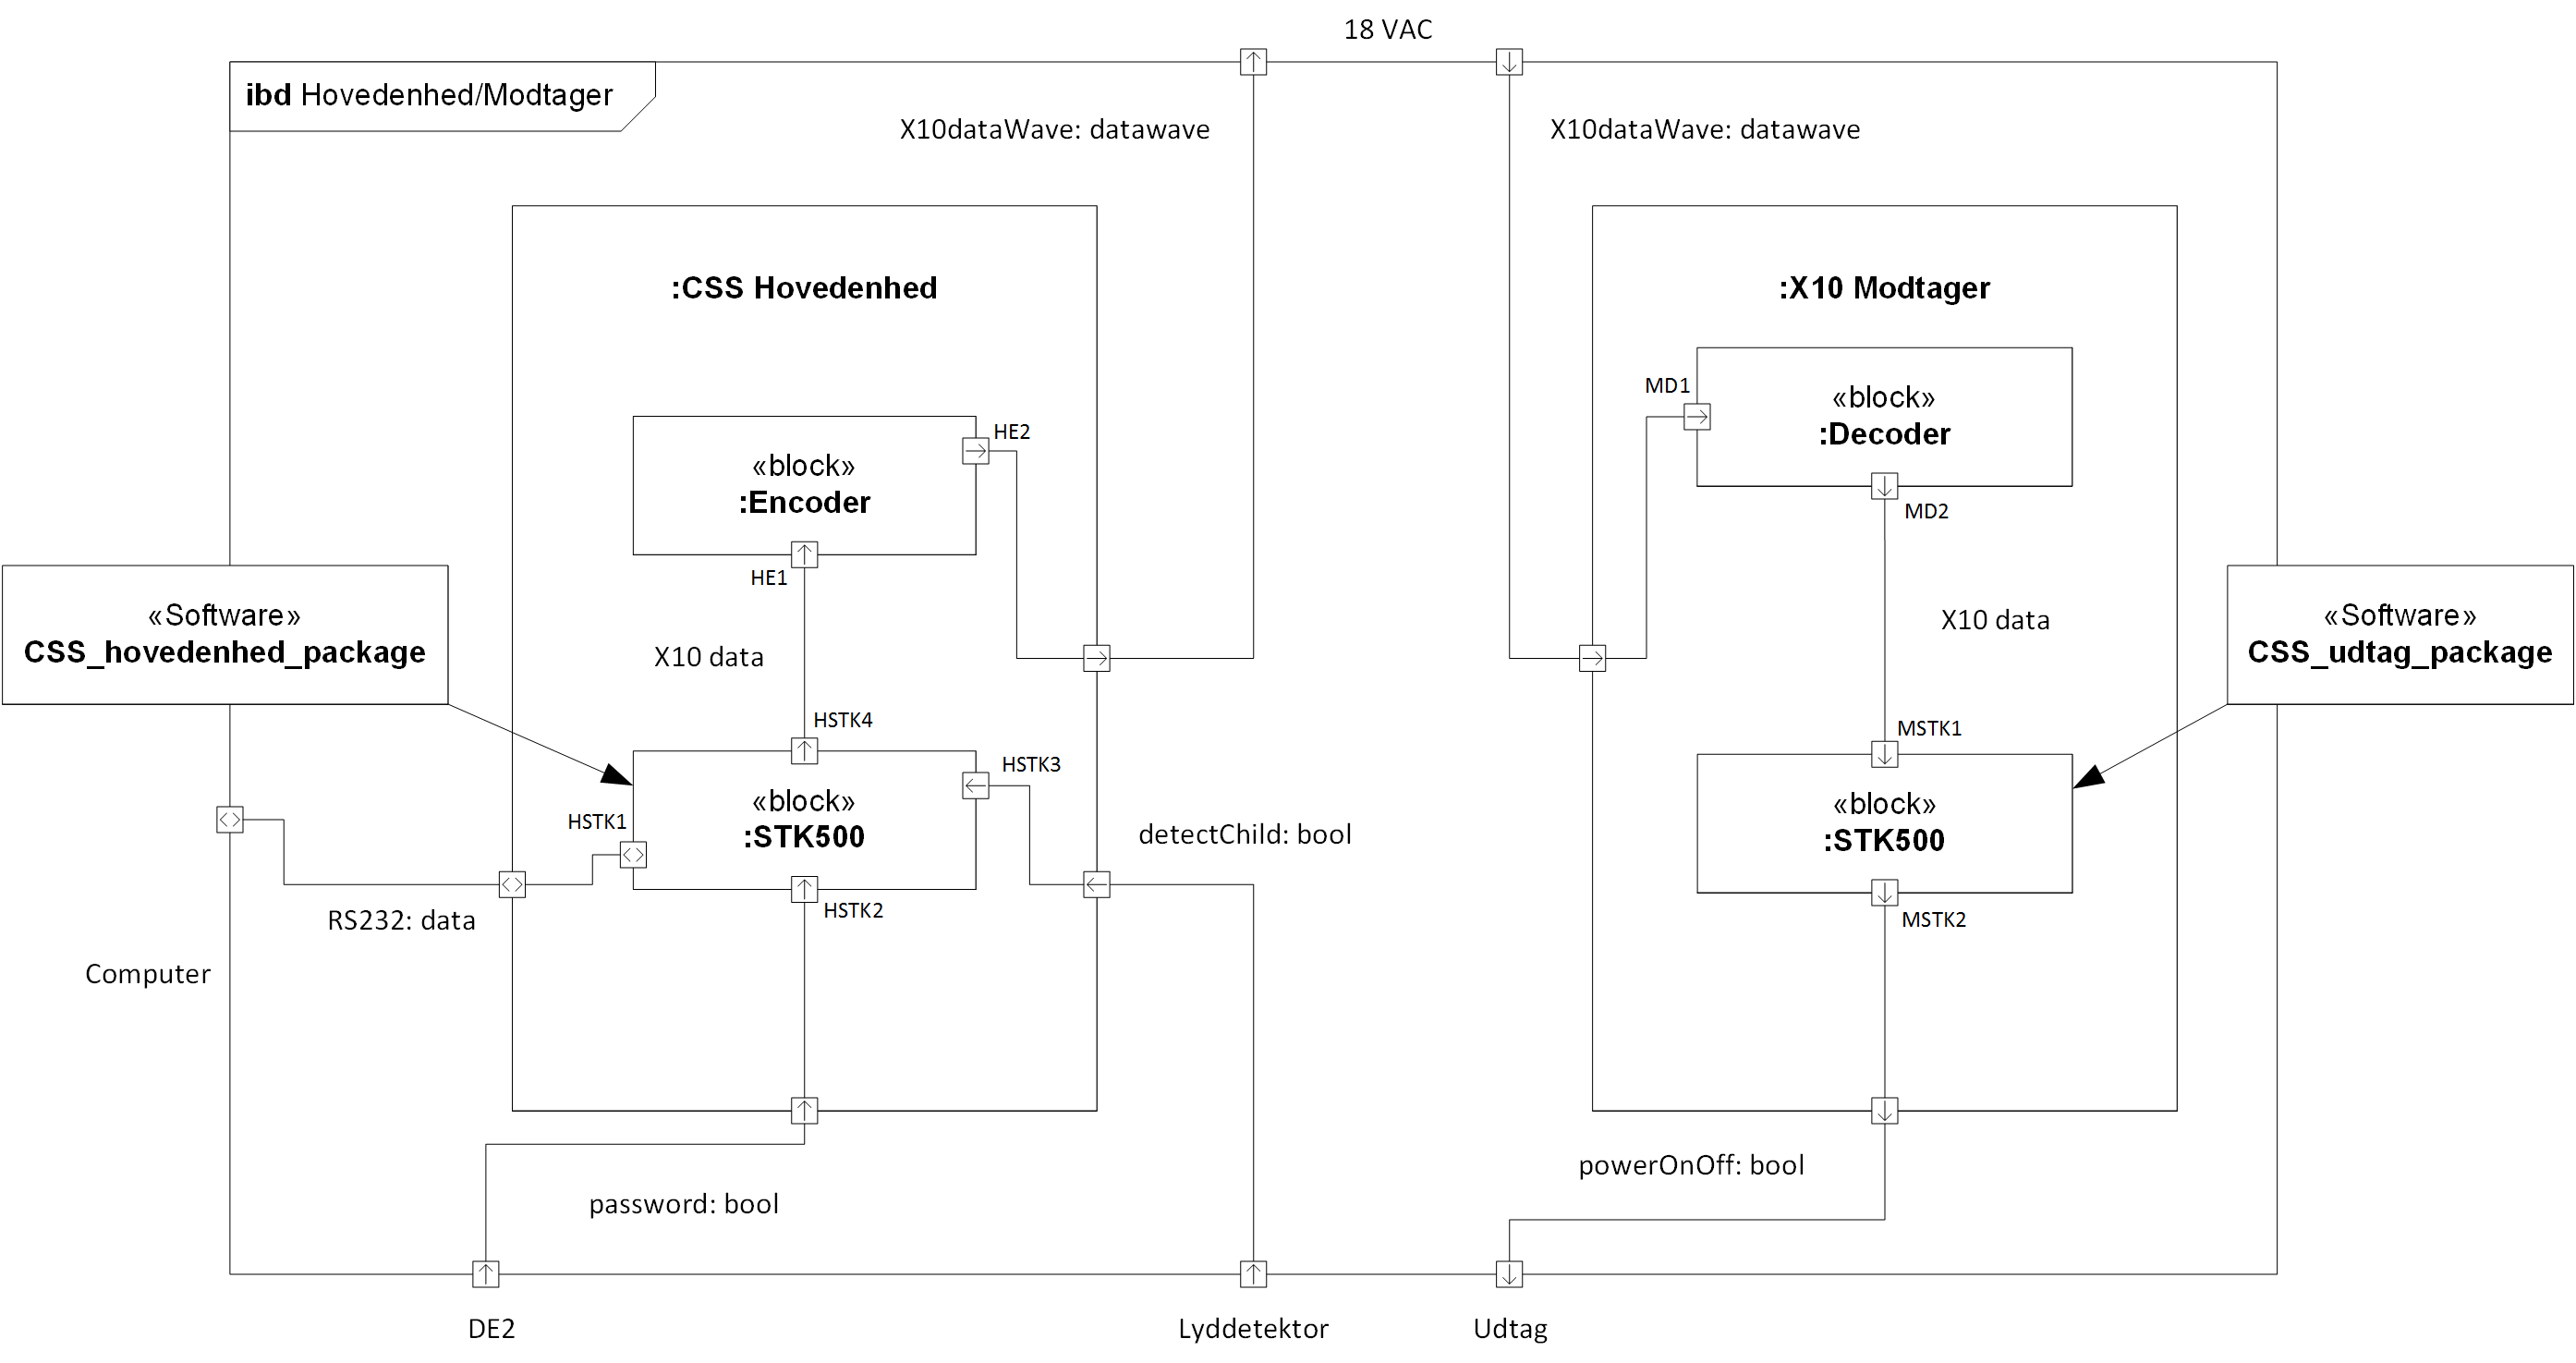 18 VAC
ibd Hovedenhed/Modtager
X10dataWave: datawave
X10dataWave: datawave
:CSS Hovedenhed
:X10 Modtager
«block»
:Encoder
HE2
HE1
MD1
«block»
:Decoder
MD2
«Software»
CSS_hovedenhed_package
X10 data
X10 data
«Software»
CSS_udtag_package
HSTK4
HSTK3
HSTK1
«block»
:STK500
HSTK2
detectChild: bool
MSTK1
«block»
:STK500
MSTK2
RS232: data
Computer
password: bool
powerOnOff: bool
DE2
Lyddetektor
Udtag